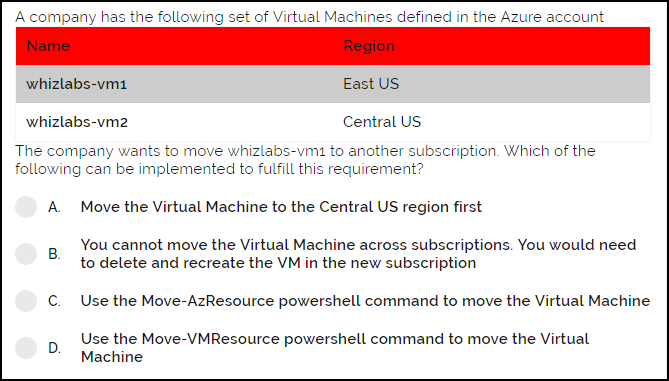 A company has the following set of Virtual Machines defined in the Azure account
Name Region
whizlabs-vm1 East US
whizlabs-vm2 Central US
The company wants to move whizlabs-vm1 to another subscription. Which of the
following can be implemented to fulfill this requirement?
A. Move the Virtual Machine to the Central US region first
B. You cannot move the Virtual Machine across subscriptions. You would need
to delete and recreate the VM in the new subscription
C. Use the Move-AzResource powershell command to move the Virtual Machine
D. Use the Move-VMResource powershell command to move the Virtual
Machine